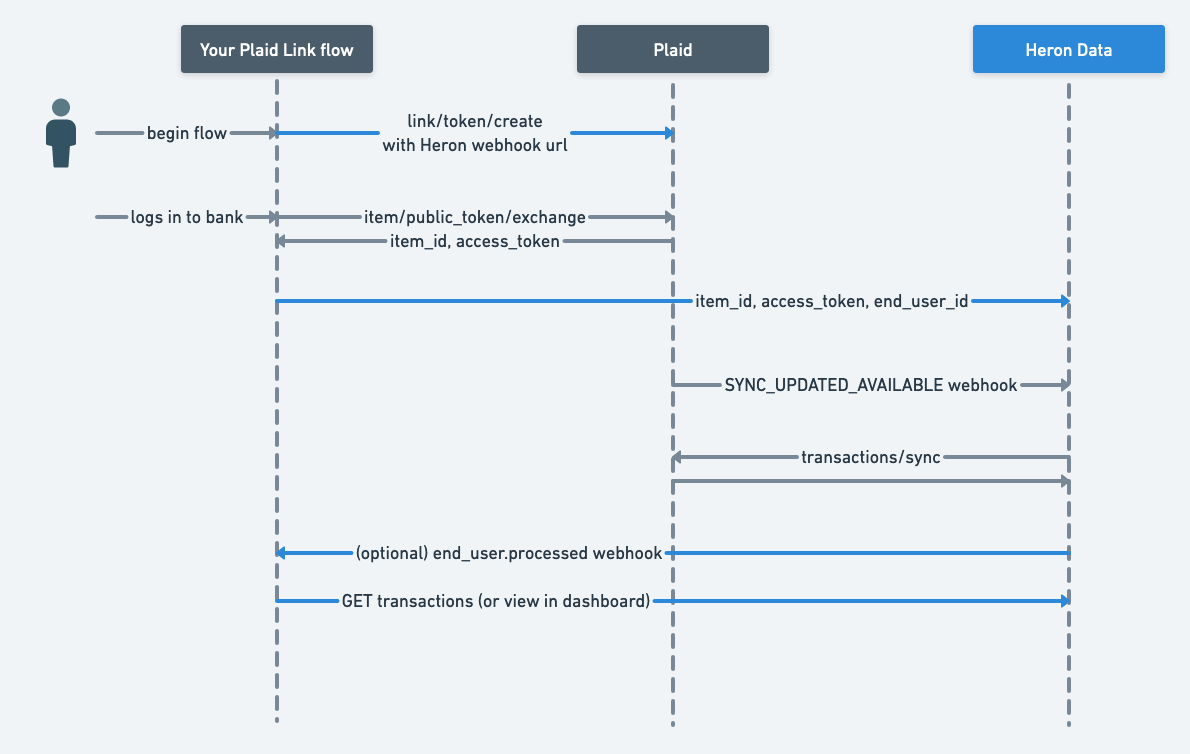 Your Plaid Link flow
Plaid
Heron Data
begin flow
link/token/create
with Heron webhook url
logs in to bank
item/public_token/exchange
item_id, access_token
item_id, access_token, end_user_id
SYNC_UPDATED_AVAILABLE webhook
transactions/sync
(optional) end_user.processed webhook
GET transactions (or view in dashboard)